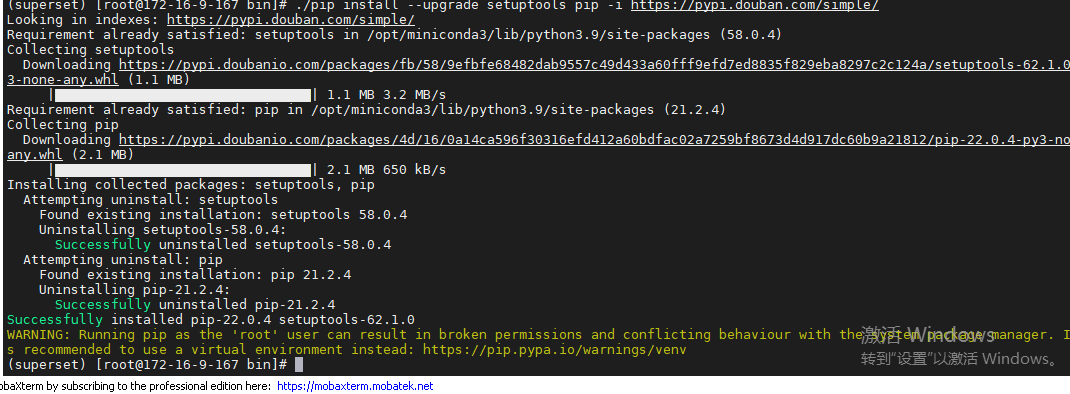 (superset) [root@172-16-9-167 bin]# ./pip install --upgrade setuptools pip -i https://pypi.douban.com/simple/
Looking in indexes: https://pypi.douban.com/simple/
Requirement already satisfied: setuptools in /opt/miniconda3/lib/python3.9/site-packages (58.0.4)
Collecting setuptools
  Downloading https://pypi.doubanio.com/packages/fb/58/9efbfe68482dab9557c49d433a60fff9efd7ed8835f829eba8297c2c124a/setuptools-62.1.0
3-none-any.whl (1.1 MB)
     |                                | 1.1 MB 3.2 MB/s
Requirement already satisfied: pip in /opt/miniconda3/lib/python3.9/site-packages (21.2.4)
Collecting pip
  Downloading https://pypi.doubanio.com/packages/4d/16/0a14ca596f30316efd412a60bdfac02a7259bf8673d4d917dc60b9a21812/pip-22.0.4-py3-no
any.whl (2.1 MB)
     |                                | 2.1 MB 650 kB/s
Installing collected packages: setuptools, pip
  Attempting uninstall: setuptools
    Found existing installation: setuptools 58.0.4
    Uninstalling setuptools-58.0.4:
      Successfully uninstalled setuptools-58.0.4
  Attempting uninstall: pip
    Found existing installation: pip 21.2.4
    Uninstalling pip-21.2.4:
      Successfully uninstalled pip-21.2.4
Successfully installed pip-22.0.4 setuptools-62.1.0
WARNING: Running pip as the 'root' user can result in broken permissions and conflicting behaviour with the system package manager. I
s recommended to use a virtual environment instead: https://pip.pypa.io/warnings/venv
(superset) [root@172-16-9-167 bin]#
激活 Windows
转到"设置"以激活 Windows。
obaXterm by subscribing to the professional edition here: https://mobaxterm.mobatek.net